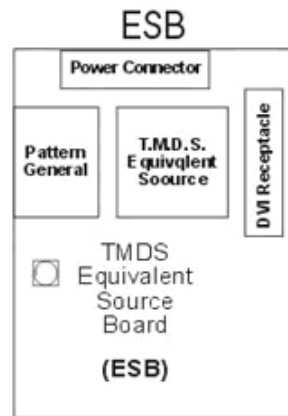 ESB
Power Connector
Pattern
General
T.M.D.S.
Equivqlent
Soource
DVI Receptacle
TMDS
Equivalent
Source
Board
(ESB)